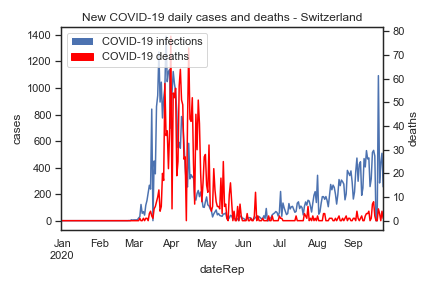 New COVID-19 daily cases and deaths - Switzerland
COVID-19 infections
COVID-19 deaths
1400
1200
1000
800
600
400
200
0
cases
80
70
60
50
40
30
20
10
0
deaths
Jan Feb Mar Apr May Jun Jul Aug Sep
2020
dateRep